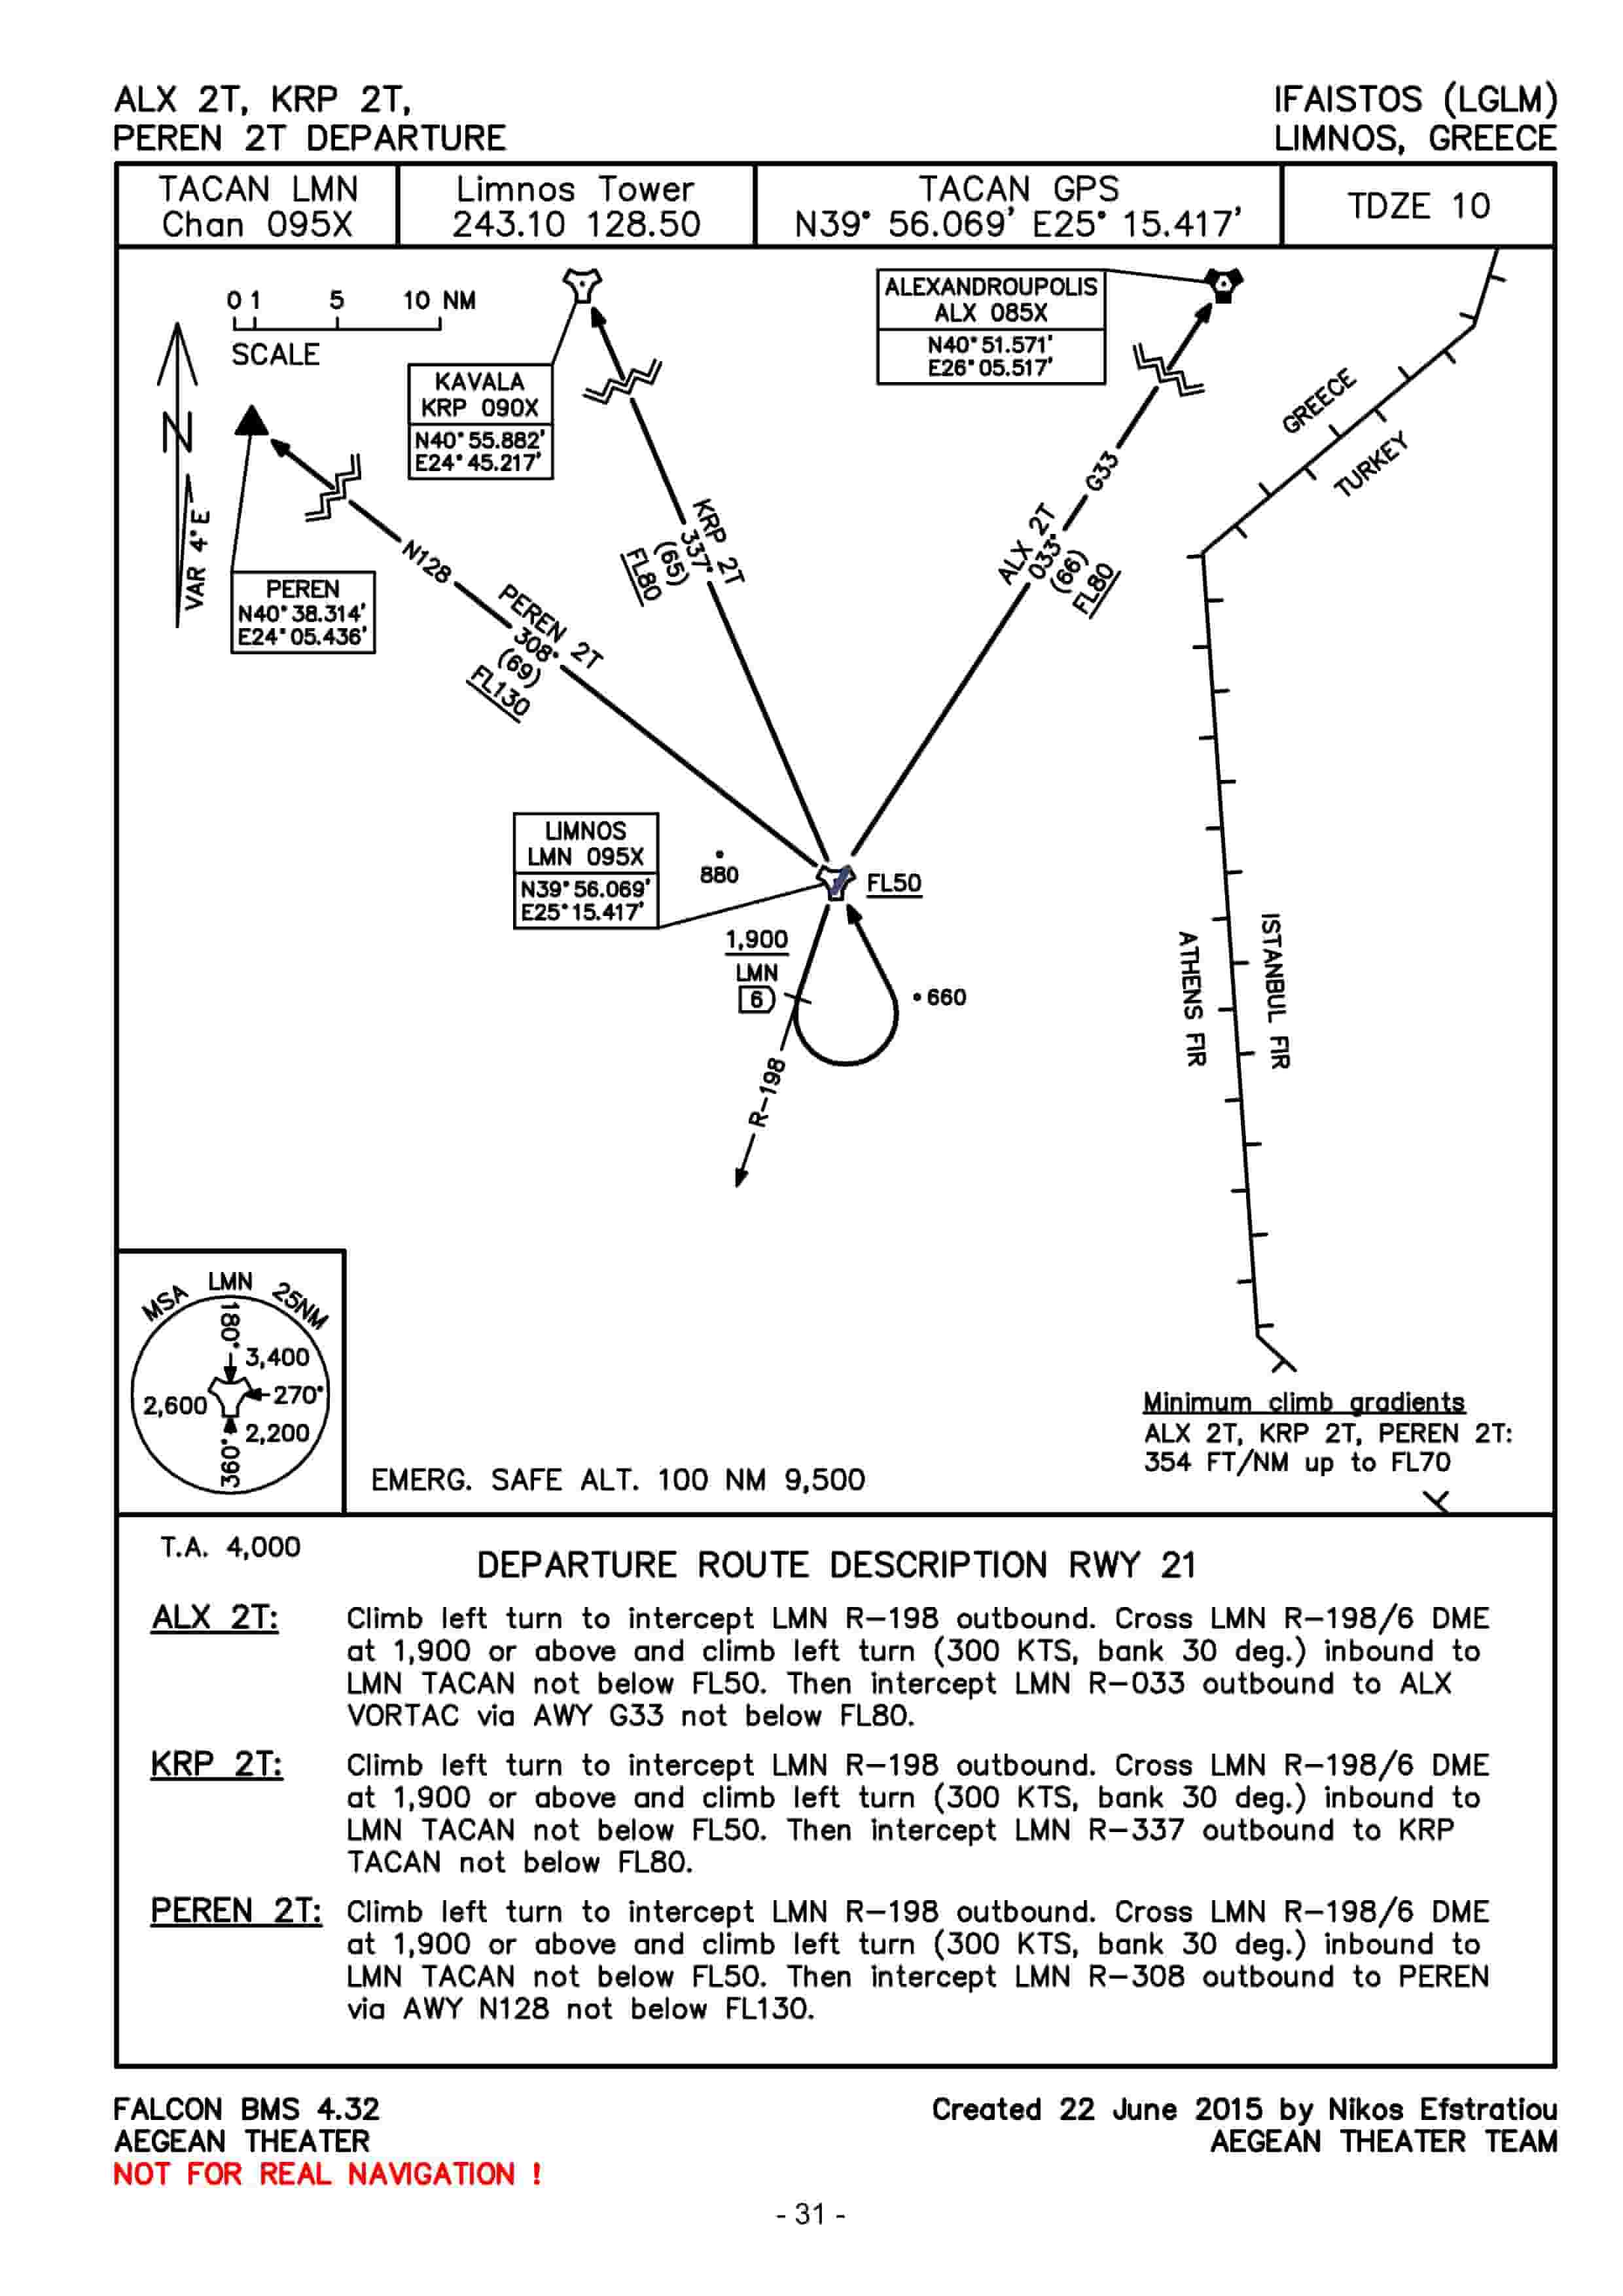 ALX 2T, KRP 2T,
PEREN 2T DEPARTURE
IFAISTOS (LGLM)
LIMNOS, GREECE
TACAN LMN
Chan 095X
Limnos Tower
243.10 128.50
TACAN GPS
N39° 56.069' E25° 15.417'
TDZE 10
0 1 5 10 NM
SCALE
N
VAR 4°E
KAVALA
KRP 090X
N40° 55.882'
E24° 45.217'
ALEXANDROUPOLIS
ALX 085X
N40° 51.571'
E26° 05.517'
GREECE
TURKEY
PEREN
N40° 38.314'
E24° 05.436'
N128
PEREN 2T
308°
(69)
FL130
KRP 2T
337°
(65)
FL80
G33
ALX 2T
033°
(66)
FL80
LIMNOS
LMN 095X
N39° 56.069'
E25° 15.417'
880
FL50
1,900
LMN
6
660
R-198
ATHENS FIR
ISTANBUL FIR
MSA LMN 25NM
180°
3,400
270°
2,600
2,200
360°
EMERG. SAFE ALT. 100 NM 9,500
Minimum climb gradients
ALX 2T, KRP 2T, PEREN 2T:
354 FT/NM up to FL70
T.A. 4,000
DEPARTURE ROUTE DESCRIPTION RWY 21
ALX 2T: Climb left turn to intercept LMN R-198 outbound. Cross LMN R-198/6 DME
at 1,900 or above and climb left turn (300 KTS, bank 30 deg.) inbound to
LMN TACAN not below FL50. Then intercept LMN R-033 outbound to ALX
VORTAC via AWY G33 not below FL80.
KRP 2T: Climb left turn to intercept LMN R-198 outbound. Cross LMN R-198/6 DME
at 1,900 or above and climb left turn (300 KTS, bank 30 deg.) inbound to
LMN TACAN not below FL50. Then intercept LMN R-337 outbound to KRP
TACAN not below FL80.
PEREN 2T: Climb left turn to intercept LMN R-198 outbound. Cross LMN R-198/6 DME
at 1,900 or above and climb left turn (300 KTS, bank 30 deg.) inbound to
LMN TACAN not below FL50. Then intercept LMN R-308 outbound to PEREN
via AWY N128 not below FL130.
FALCON BMS 4.32
AEGEAN THEATER
NOT FOR REAL NAVIGATION !
Created 22 June 2015 by Nikos Efstratiou
AEGEAN THEATER TEAM
- 31 -